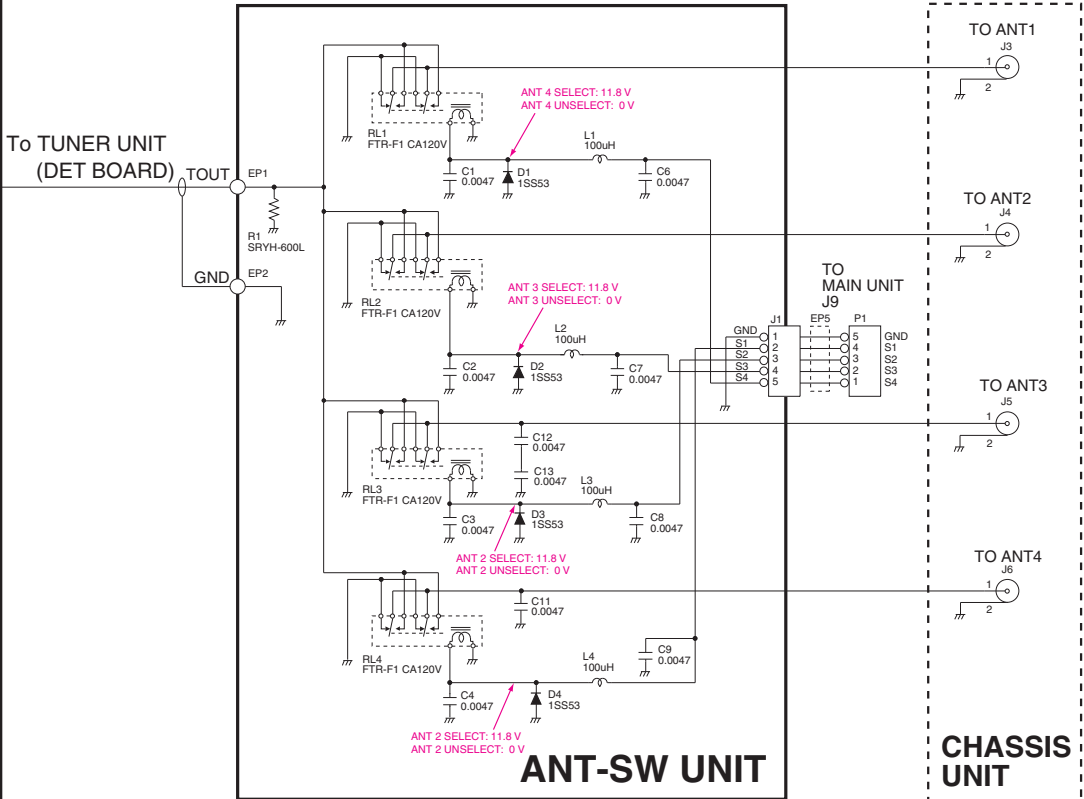 TO ANT1
J3
1
2
ANT 4 SELECT: 11.8 V
ANT 4 UNSELECT: 0 V
RL1
FTR-F1 CA120V
L1
100uH
C1
0.0047
D1
1SS53
C6
0.0047
To TUNER UNIT
(DET BOARD)
TOUT
EP1
R1
SRYH-600L
GND
EP2
TO ANT2
J4
1
2
RL2
FTR-F1 CA120V
ANT 3 SELECT: 11.8 V
ANT 3 UNSELECT: 0 V
L2
100uH
C2
0.0047
D2
1SS53
C7
0.0047
TO
MAIN UNIT
J9
J1
EP5
P1
GND
1
5
GND
S1
2
4
S1
S2
3
3
S2
S3
4
2
S3
S4
5
1
S4
TO ANT3
J5
1
2
C12
0.0047
C13
0.0047
RL3
FTR-F1 CA120V
L3
100uH
C3
0.0047
D3
1SS53
C8
0.0047
ANT 2 SELECT: 11.8 V
ANT 2 UNSELECT: 0 V
TO ANT4
J6
1
2
C11
0.0047
RL4
FTR-F1 CA120V
L4
100uH
C9
0.0047
C4
0.0047
D4
1SS53
ANT 2 SELECT: 11.8 V
ANT 2 UNSELECT: 0 V
ANT-SW UNIT
CHASSIS
UNIT